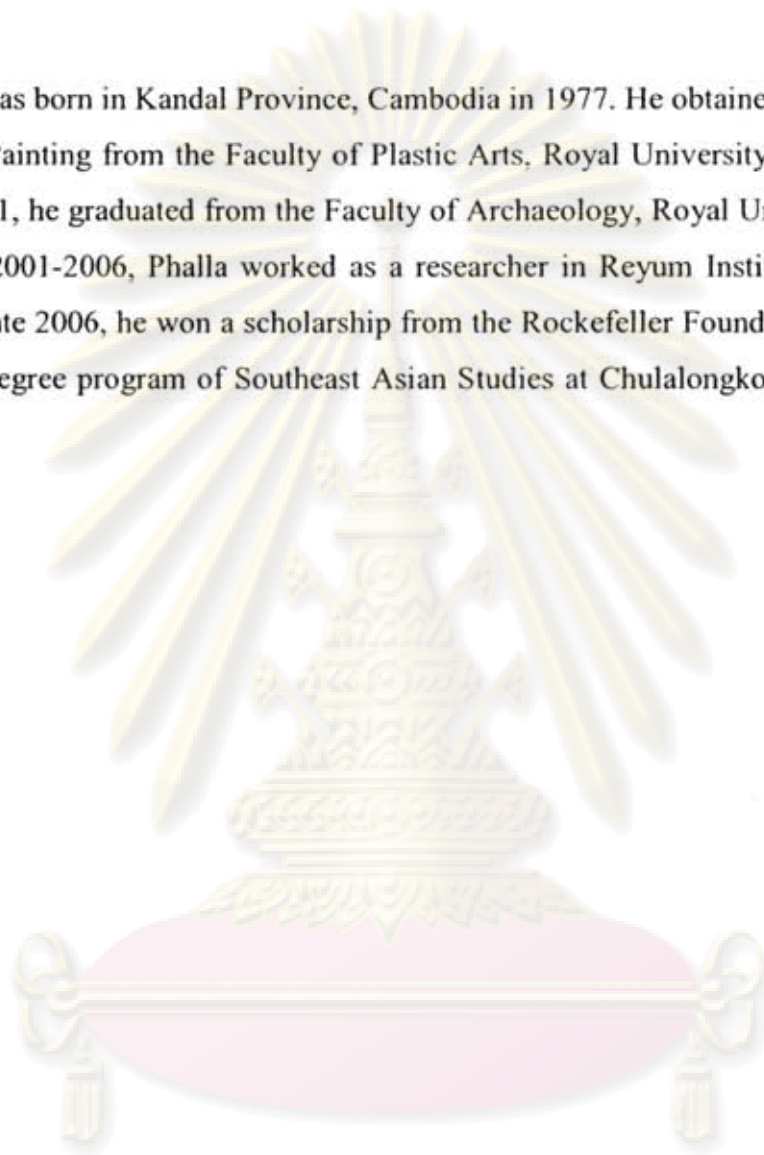 as born in Kandal Province, Cambodia in 1977. He obtaine
ainting from the Faculty of Plastic Arts, Royal University
1, he graduated from the Faculty of Archaeology, Royal U
2001-2006, Phalla worked as a researcher in Reyum Insti
te 2006, he won a scholarship from the Rockefeller Found
egree program of Southeast Asian Studies at Chulalongko